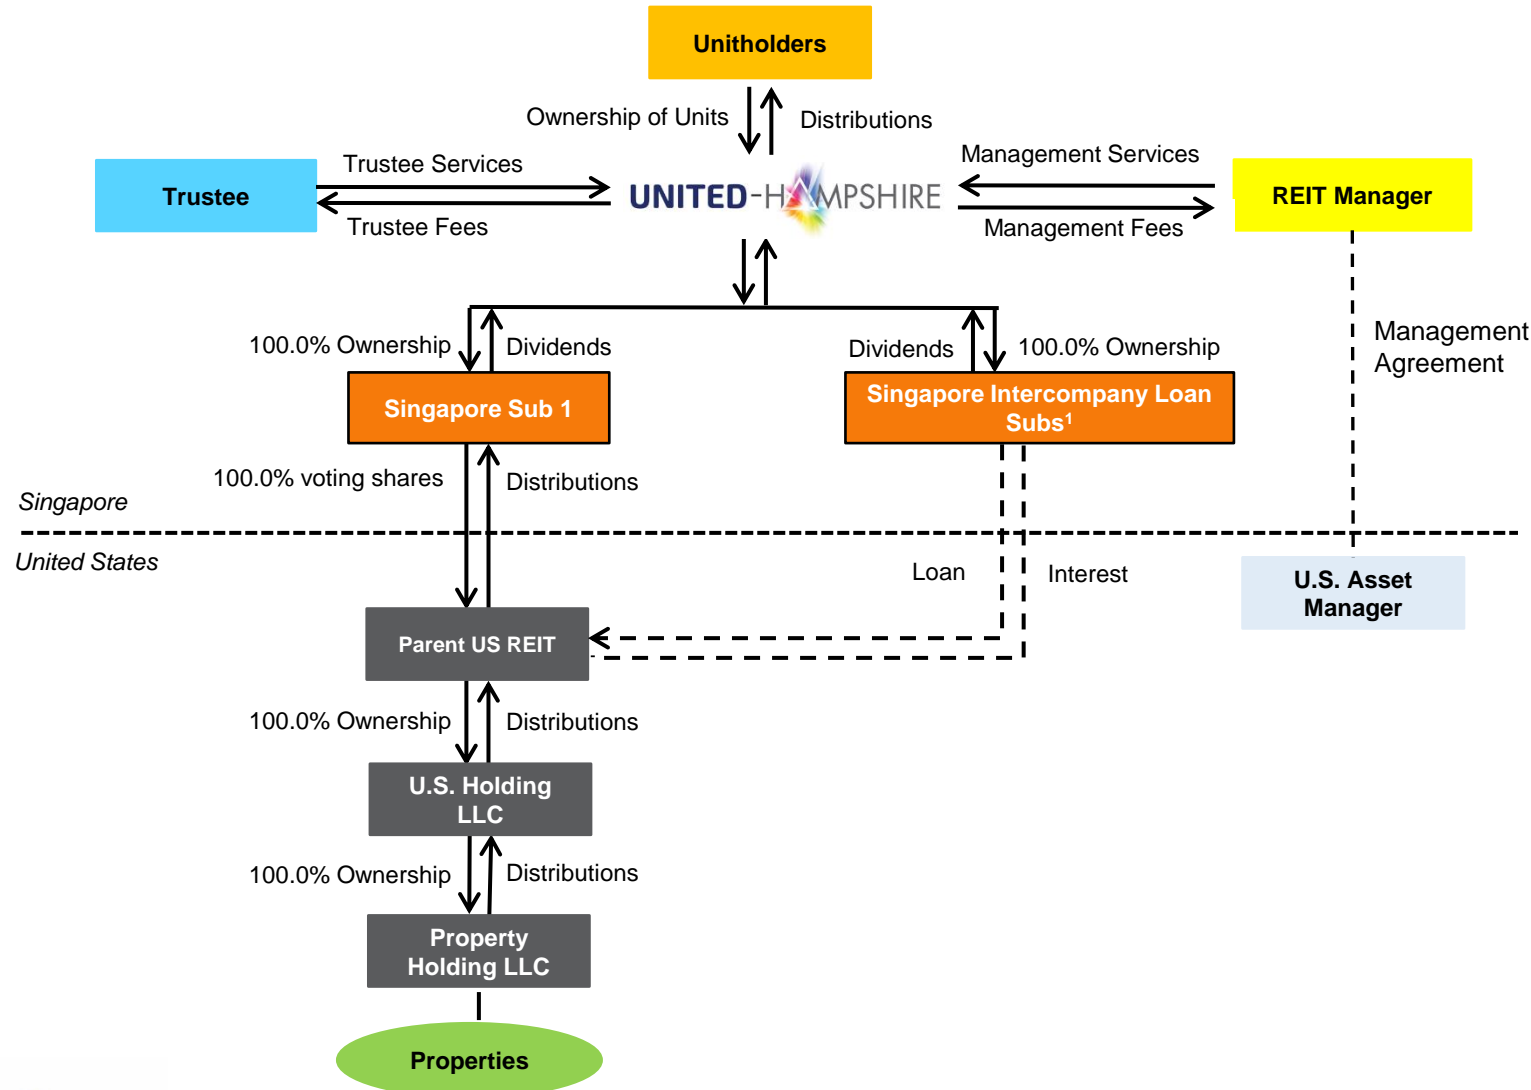 Unitholders
Ownership of Units
Distributions
Trustee
Trustee Services
Trustee Fees
UNITED-HAMPSHIRE
Management Services
Management Fees
REIT Manager
100.0% Ownership
Dividends
Dividends
100.0% Ownership
Management
Agreement
Singapore Sub 1
Singapore Intercompany Loan
Subs1
100.0% voting shares
Distributions
Singapore
United States
Loan
Interest
U.S. Asset
Manager
Parent US REIT
100.0% Ownership
Distributions
U.S. Holding
LLC
100.0% Ownership
Distributions
Property
Holding LLC
Properties